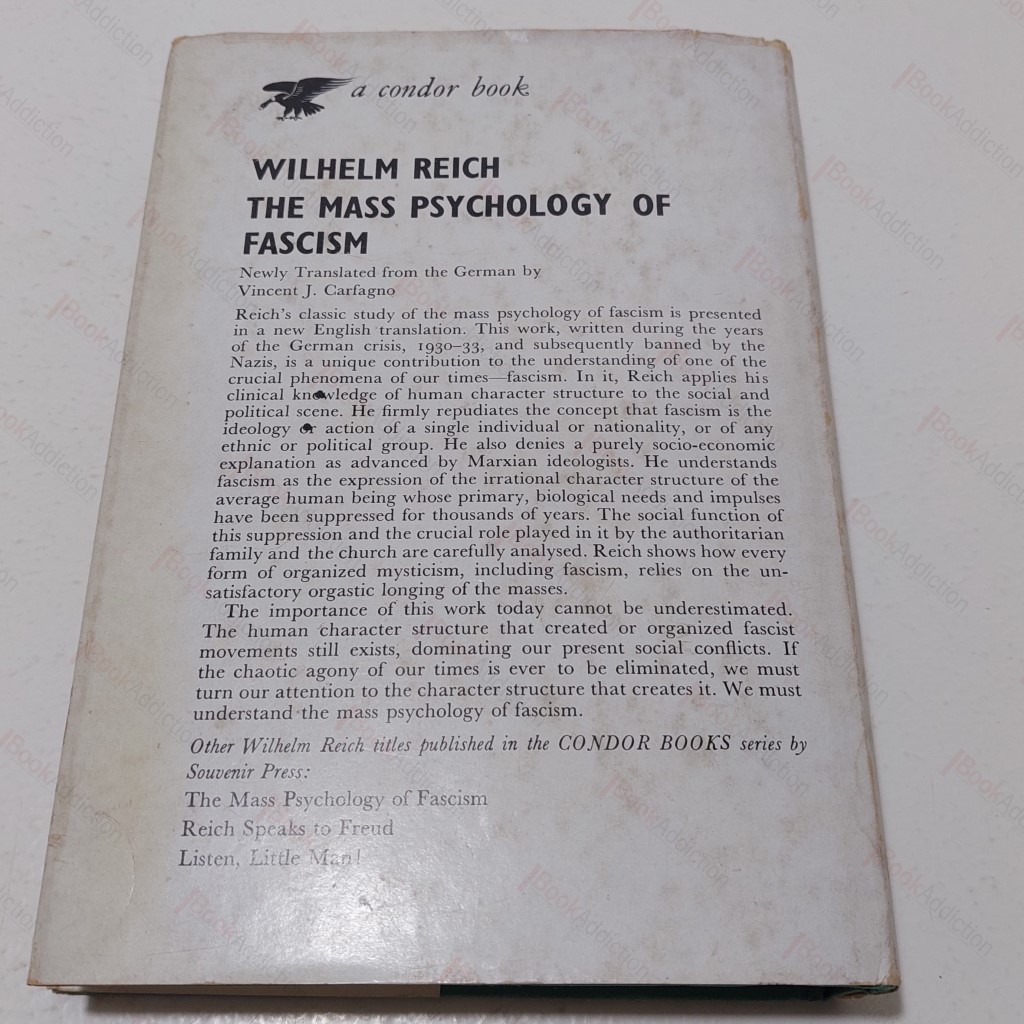 a condor book
WILHELM REICH
THE MASS PSYCHOLOGY OF
FASCISM
Newly Translated from the German by
Vincent J. Carfagno
Reich's classic study of the mass psychology of fascism is presented
in a new English translation. This work, written during the years
of the German crisis, 1930–33, and subsequently banned by the
Nazis, is a unique contribution to the understanding of one of the
crucial phenomena of our times—fascism. In it, Reich applies his
clinical knowledge of human character structure to the social and
political scene. He firmly repudiates the concept that fascism is the
ideology or action of a single individual or nationality, or of any
ethnic or political group. He also denies a purely socio-economic
explanation as advanced by Marxian ideologists. He understands
fascism as the expression of the irrational character structure of the
average human being whose primary, biological needs and impulses
have been suppressed for thousands of years. The social function of
this suppression and the crucial role played in it by the authoritarian
family and the church are carefully analysed. Reich shows how every
form of organized mysticism, including fascism, relies on the un-
satisfactory orgastic longing of the masses.
The importance of this work today cannot be underestimated.
The human character structure that created or organized fascist
movements still exists, dominating our present social conflicts. If
the chaotic agony of our times is ever to be eliminated, we must
turn our attention to the character structure that creates it. We must
understand the mass psychology of fascism.
Other Wilhelm Reich titles published in the CONDOR BOOKS series by
Souvenir Press:
The Mass Psychology of Fascism
Reich Speaks to Freud
Listen, Little Man!
BookAddiction